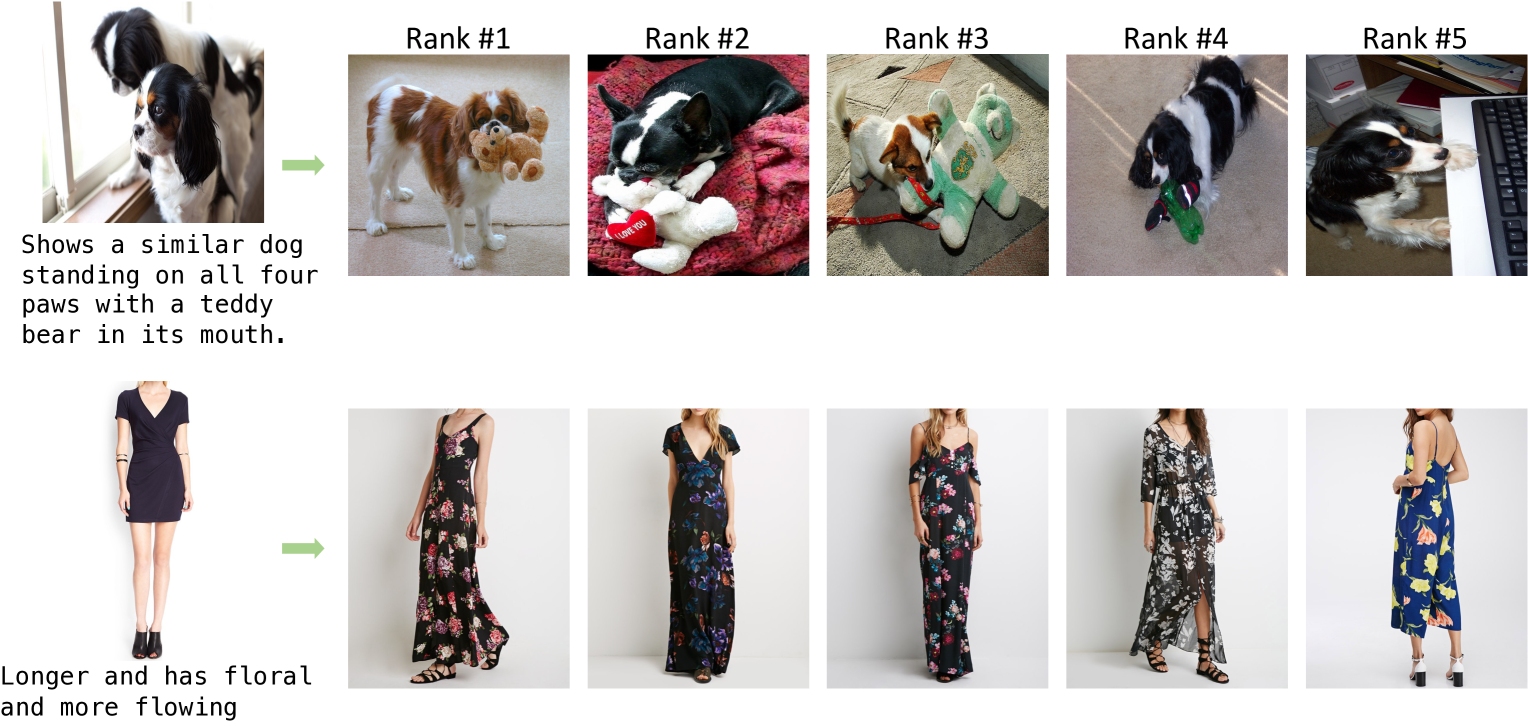 Rank #1 Rank #2 Rank #3 Rank #4 Rank #5
I LOVE YOU
Shows a similar dog
standing on all four
paws with a teddy
bear in its mouth.
Longer and has floral
and more flowing